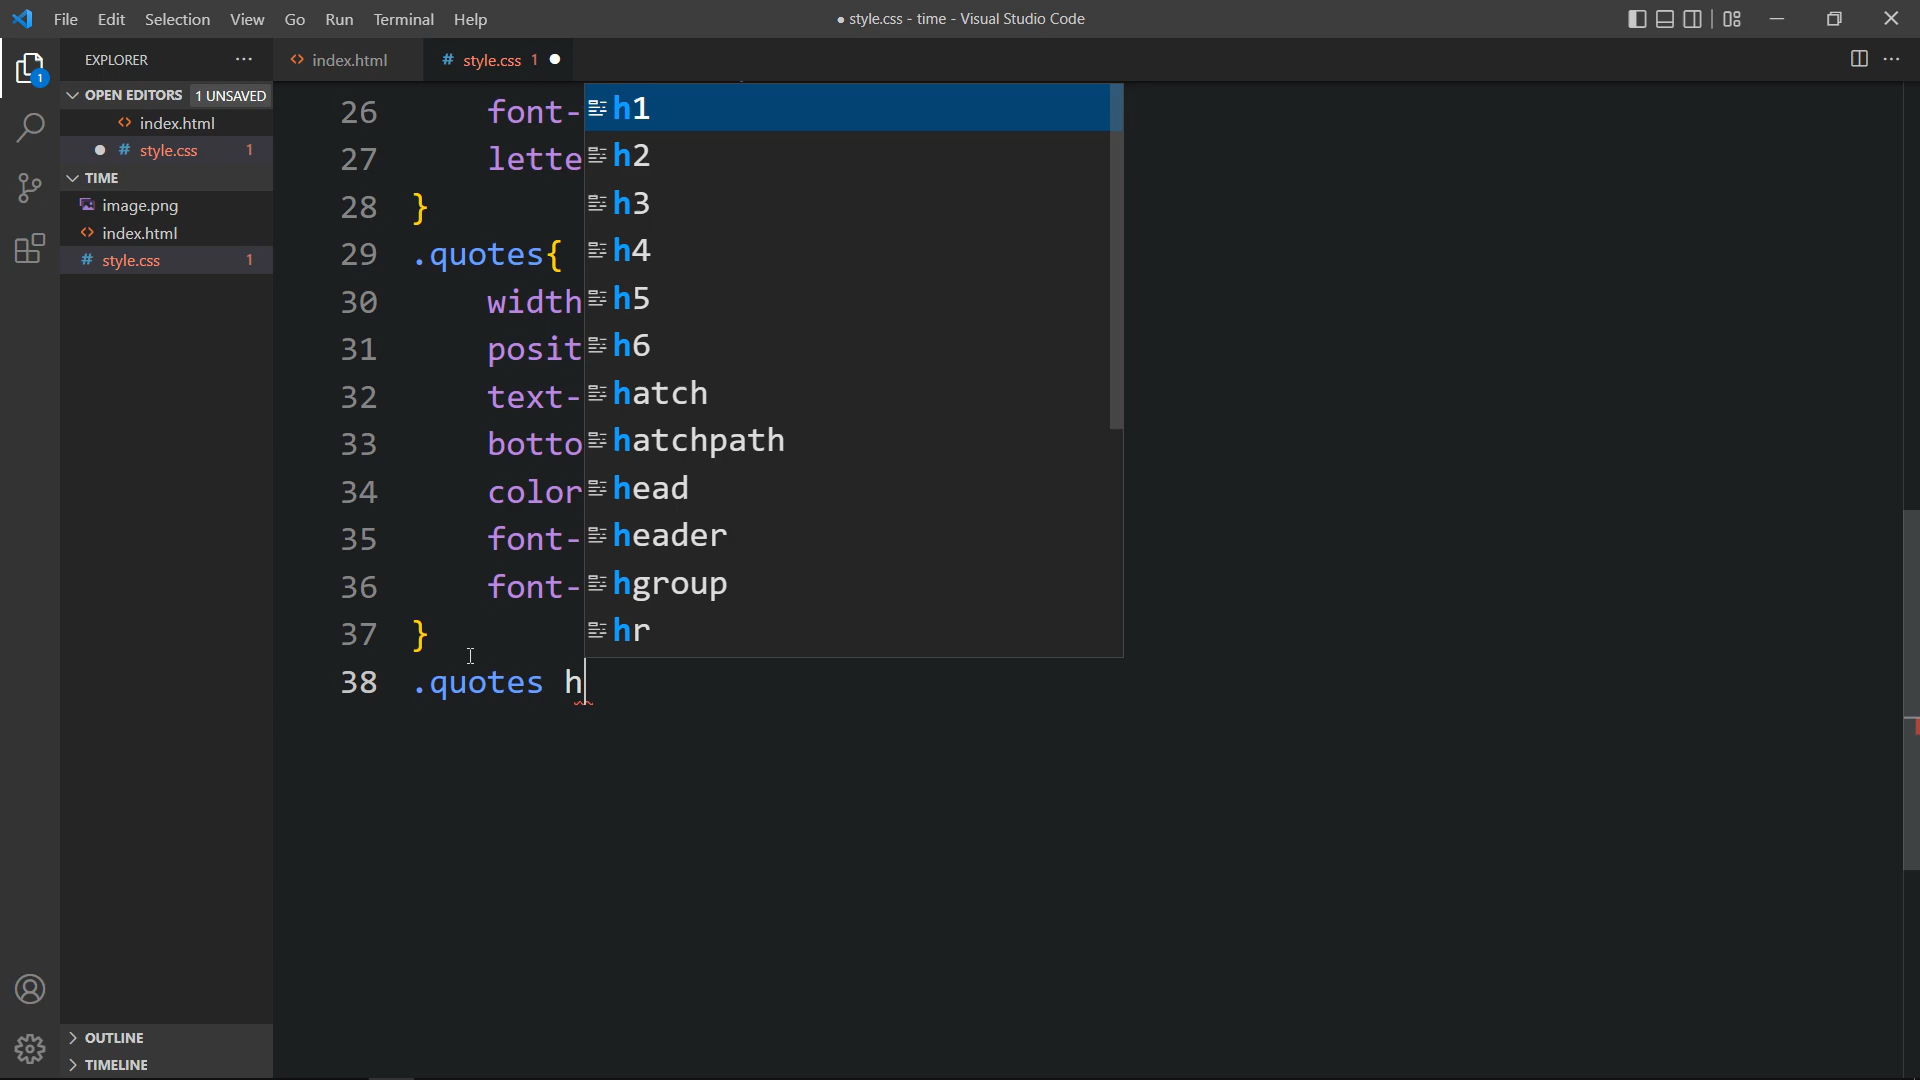 File Edit Selection View Go Run Terminal Help
● style.css - time - Visual Studio Code
EXPLORER
OPEN EDITORS 1 UNSAVED
index.html
# style.css 1
TIME
image.png
index.html
# style.css 1
OUTLINE
TIMELINE
1
index.html
# style.css 1
26 font-
27 lette
28 }
29 .quotes{
30 width
31 posit
32 text-
33 botto
34 color
35 font-
36 font-
37 }
38 .quotes h
h1
h2
h3
h4
h5
h6
hatch
hatchpath
head
header
hgroup
hr